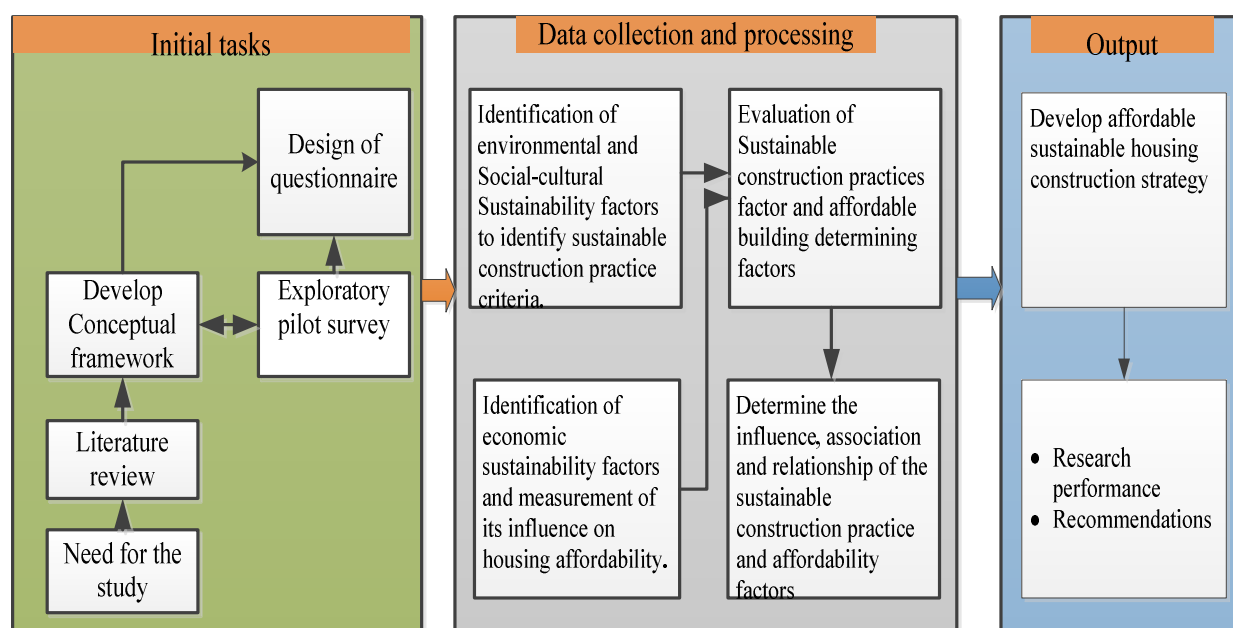 Initial tasks
Design of
questionnaire
Develop
Conceptual
framework
Exploratory
pilot survey
Literature
review
Need for the
study
Data collection and processing
Identification of
environmental and
Social-cultural
Sustainability factors
to identify sustainable
construction practice
criteria.
Evaluation of
Sustainable
construction practices
factor and affordable
building determining
factors
Identification of
economic
sustainability factors
and measurement of
its influence on
housing affordability.
Determine the
influence, association
and relationship of the
sustainable
construction practice
and affordability
factors
Output
Develop affordable
sustainable housing
construction strategy
● Research
performance
● Recommendations